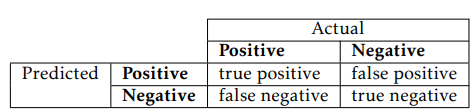 Actual
Positive Negative
Predicted Positive true positive false positive
Negative false negative true negative